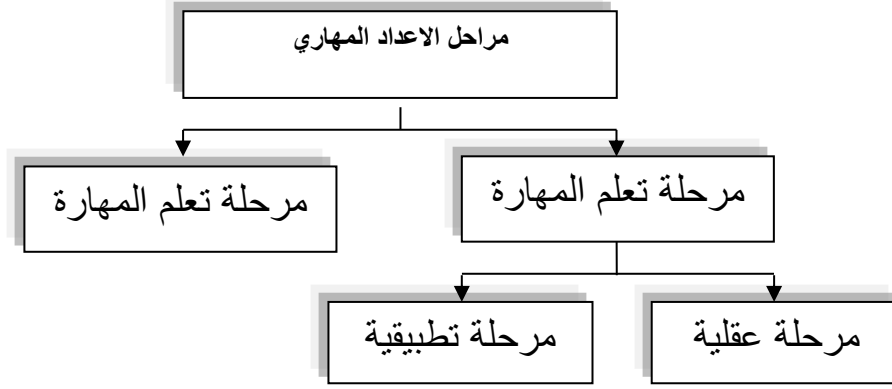 مراحل الاعداد المهاري
مرحلة تعلم المهارة
مرحلة تعلم المهارة
مرحلة عقلية
مرحلة تطبيقية